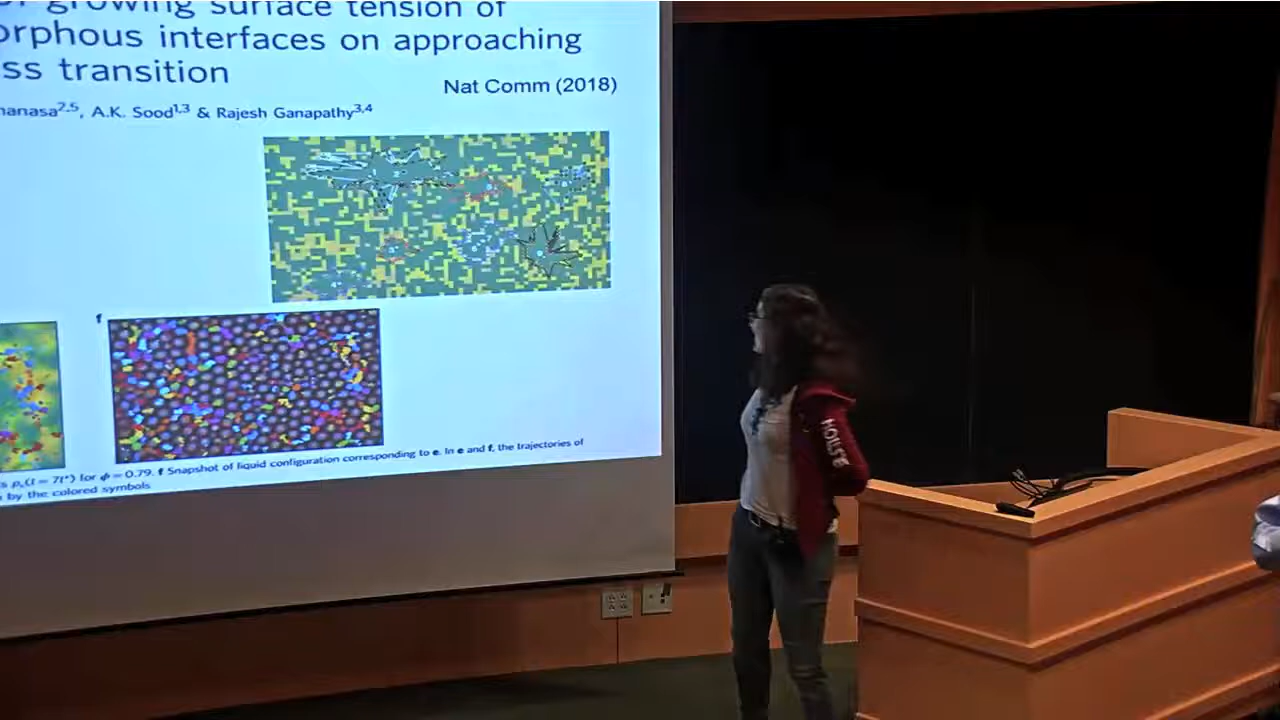 growing surface tension of
orphous interfaces on approaching
ss transition
Nat Comm (2018)
nanasa2,5, A.K. Sood1,3 & Rajesh Ganapathy3,4
f
for ϕ = 0.79. f Snapshot of liquid configuration corresponding to e. In e and f, the trajectories of
by the colored symbols